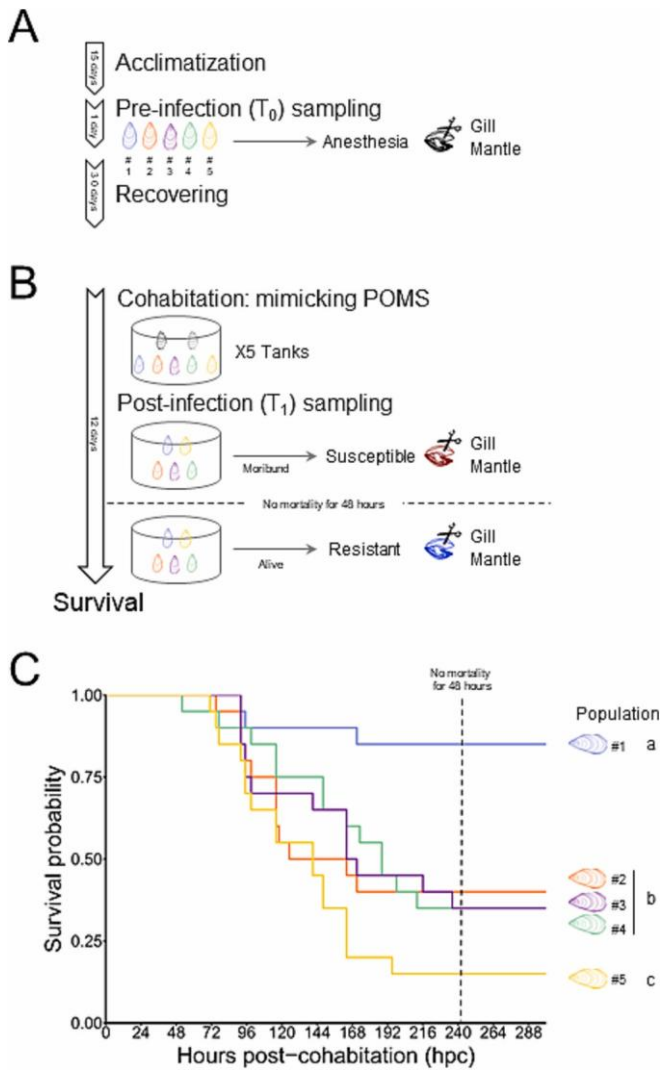 A
15 days
Acclimatization
1 day
Pre-infection (T₀) sampling
Anesthesia
Gill
Mantle
# # # # #
1 2 3 4 5
30 days
Recovering
B
Cohabitation: mimicking POMS
X5 Tanks
Post-infection (T₁) sampling
12 days
Moribund
Susceptible
Gill
Mantle
No mortality for 48 hours
Alive
Resistant
Gill
Mantle
Survival
C
No mortality
for 48 hours
Population
Survival probability
1.00
0.75
0.50
0.25
0.00
#1 a
#2
#3 b
#4
#5 c
0 24 48 72 96 120 144 168 192 216 240 264 288
Hours post−cohabitation (hpc)